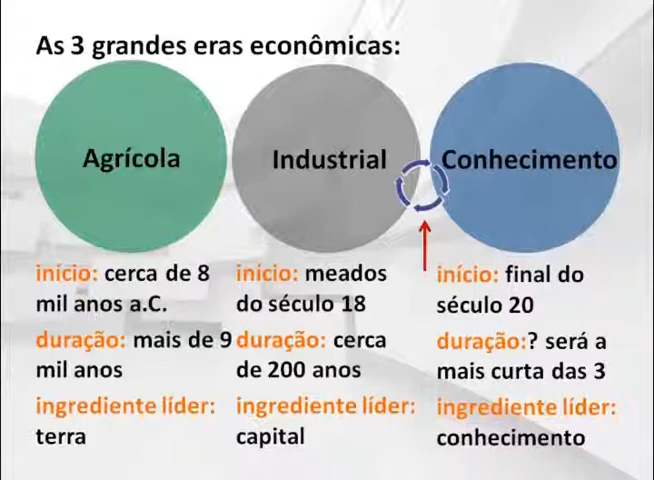 As 3 grandes eras econômicas:
Agrícola
Industrial
Conhecimento
início: cerca de 8
mil anos a.C.
duração: mais de 9
mil anos
ingrediente líder:
terra
início: meados
do século 18
duração: cerca
de 200 anos
ingrediente líder:
capital
início: final do
século 20
duração:? será a
mais curta das 3
ingrediente líder:
conhecimento